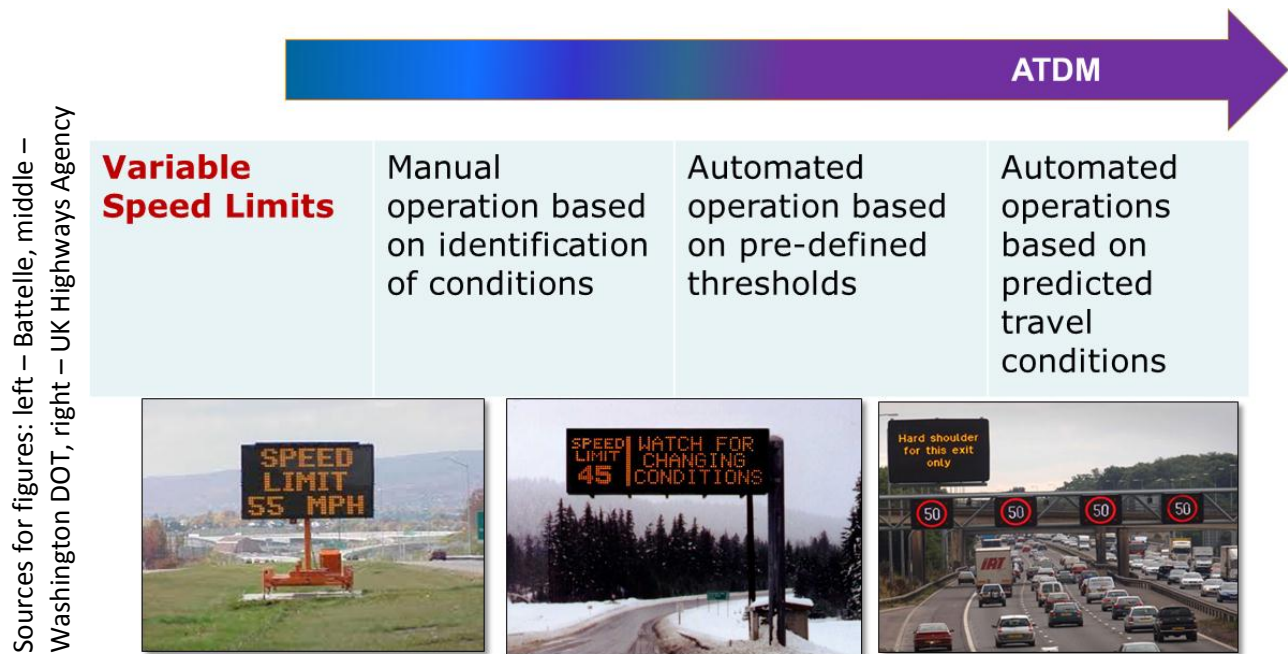 ATDM
Sources for figures: left – Battelle, middle –
Washington DOT, right – UK Highways Agency
Variable
Speed Limits
Manual
operation based
on identification
of conditions
Automated
operation based
on pre-defined
thresholds
Automated
operations
based on
predicted
travel
conditions
SPEED
LIMIT
55 MPH
SPEED
LIMIT
45
WATCH FOR
CHANGING
CONDITIONS
Hard shoulder
for this exit
only
50
50
50
50
IAT